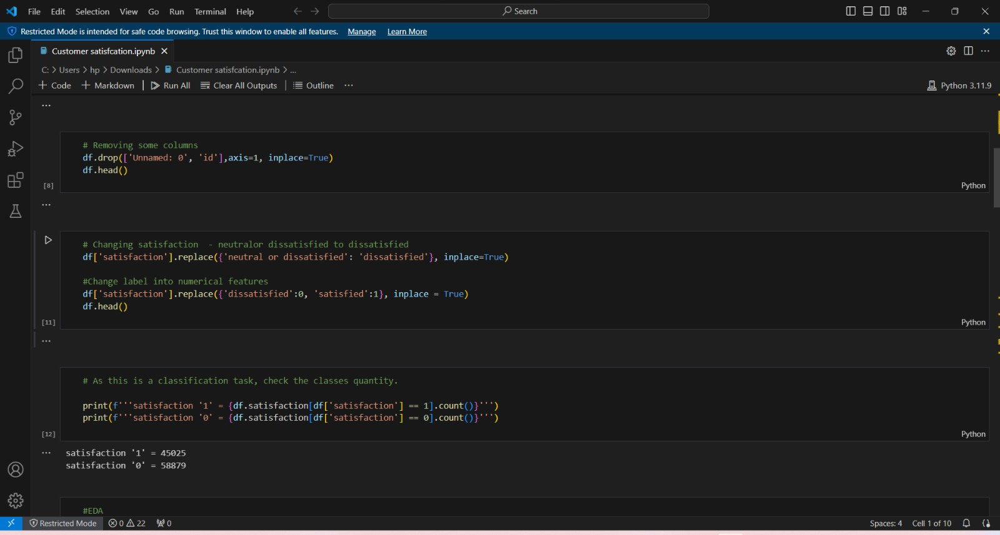 File Edit Selection View Go Run Terminal Help
Search
Restricted Mode is intended for safe code browsing. Trust this window to enable all features. Manage Learn More
Customer satisfcation.ipynb
C: > Users > hp > Downloads > Customer satisfcation.ipynb > ...
+ Code + Markdown | Run All Clear All Outputs | Outline ...
Python 3.11.9
...
# Removing some columns
df.drop(['Unnamed: 0', 'id'],axis=1, inplace=True)
df.head()
[8]
Python
...
# Changing satisfaction  - neutralor dissatisfied to dissatisfied
df['satisfaction'].replace({'neutral or dissatisfied': 'dissatisfied'}, inplace=True)
#Change label into numerical features
df['satisfaction'].replace({'dissatisfied':0, 'satisfied':1}, inplace = True)
df.head()
[11]
Python
...
# As this is a classification task, check the classes quantity.
print(f'''satisfaction '1' = {df.satisfaction[df['satisfaction'] == 1].count()}''')
print(f'''satisfaction '0' = {df.satisfaction[df['satisfaction'] == 0].count()}''')
[12]
Python
...
satisfaction '1' = 45025
satisfaction '0' = 58879
#EDA
Restricted Mode 0 22 0
Spaces: 4 Cell 1 of 10